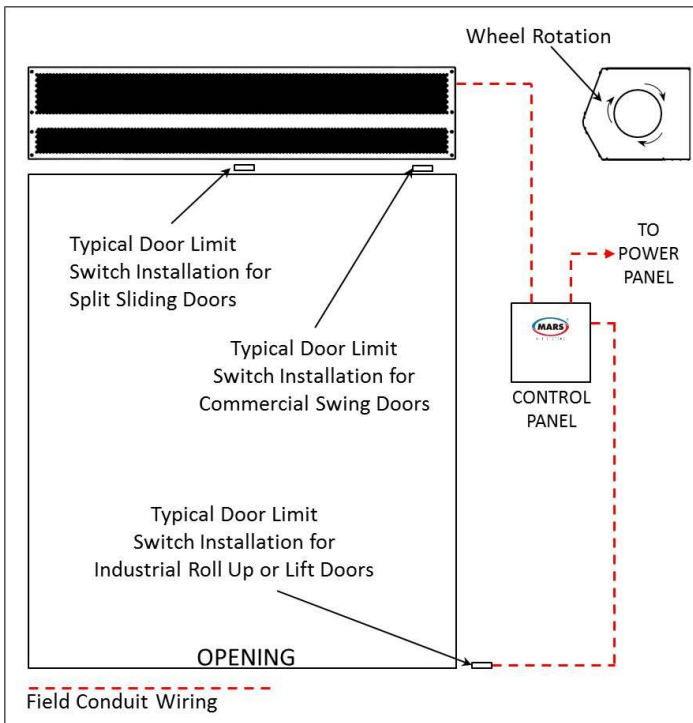 Wheel Rotation
Typical Door Limit
Switch Installation for
Split Sliding Doors
TO
POWER
PANEL
MARS
Typical Door Limit
Switch Installation for
Commercial Swing Doors
CONTROL
PANEL
Typical Door Limit
Switch Installation for
Industrial Roll Up or Lift Doors
OPENING
Field Conduit Wiring